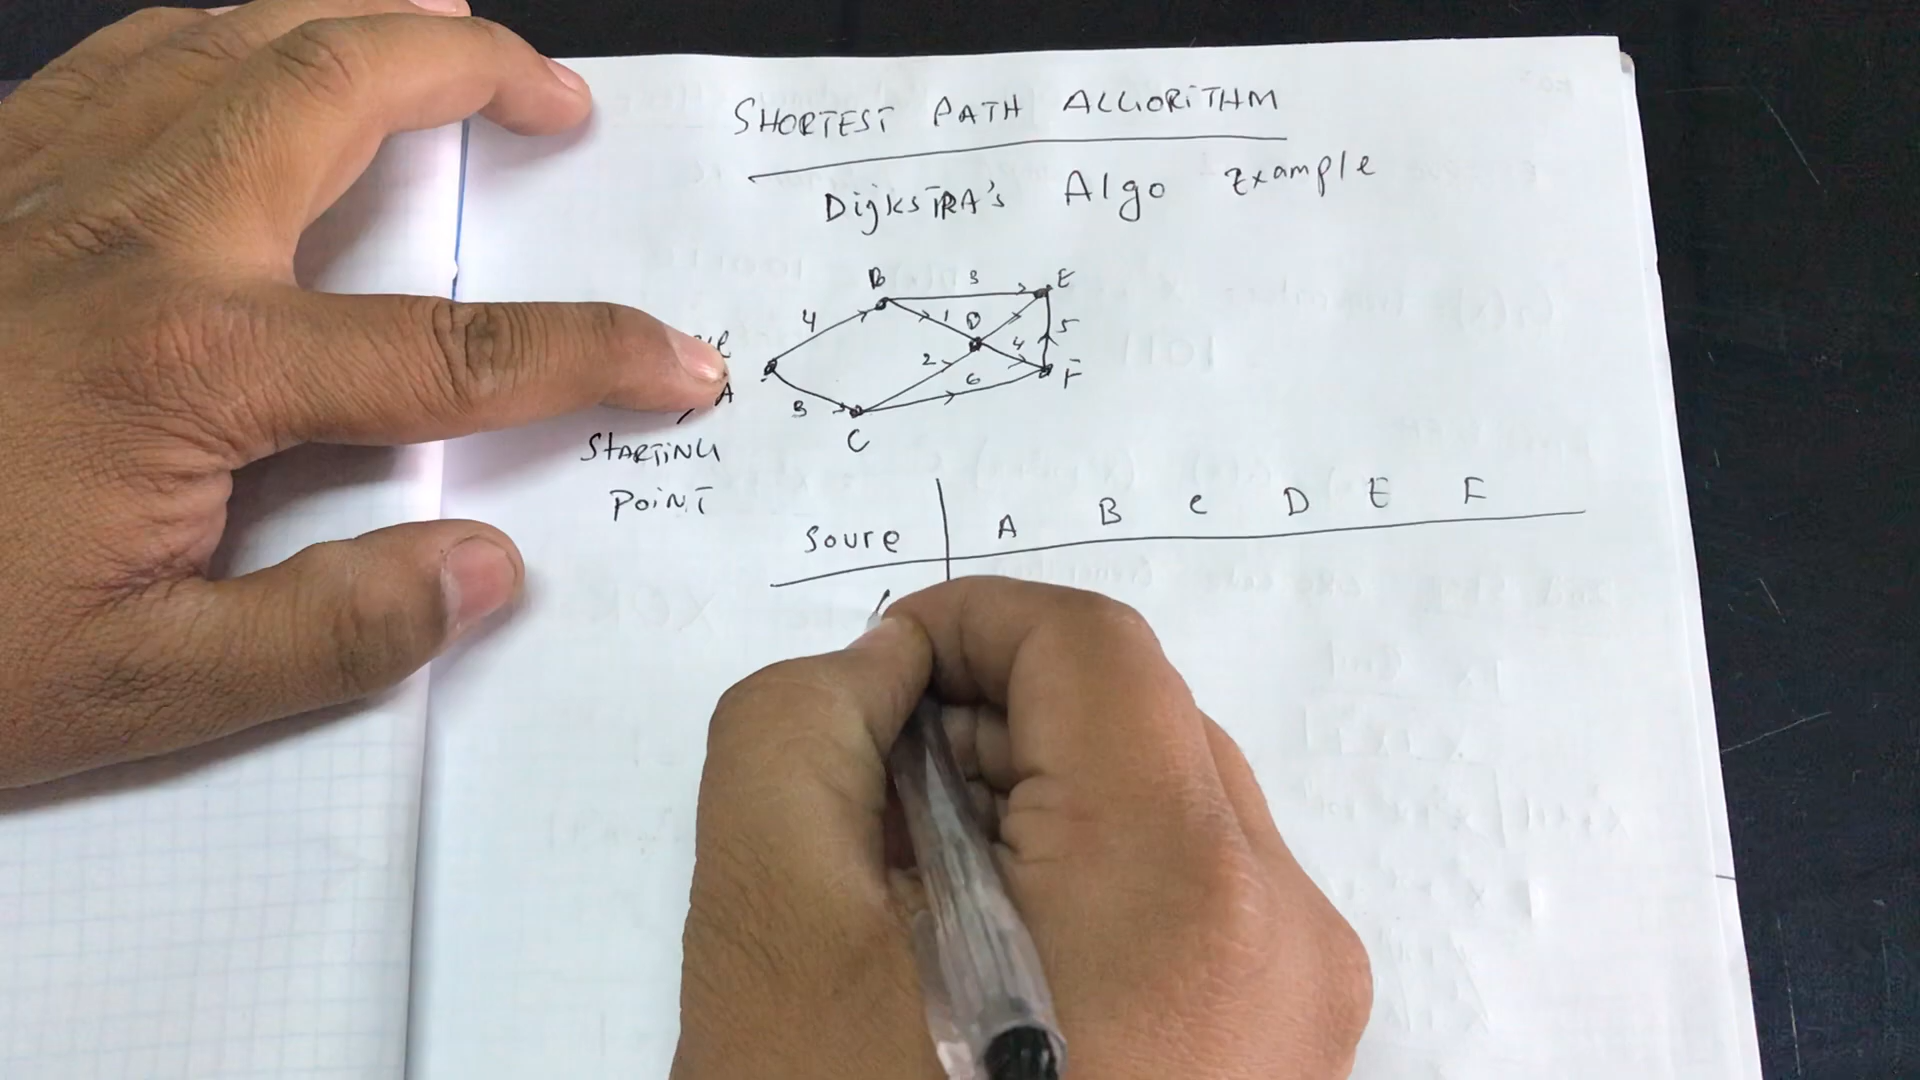 SHORTEST PATH ALGORITHM
DijKSTRA's Algo Example
B 3 E
4 1 D
5
2 4
A 6 F
3
C
STARTING
POINT
Soure A B C D E F